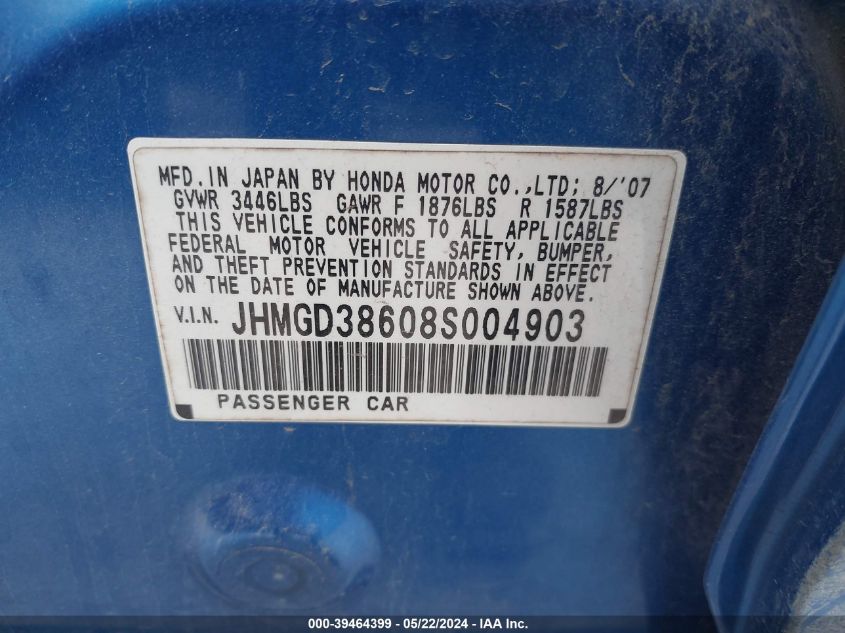 MFD. IN JAPAN BY HONDA MOTOR CO.,LTD; 8/'07
GVWR 3446LBS GAWR F 1876LBS R 1587LBS
THIS VEHICLE CONFORMS TO ALL APPLICABLE
FEDERAL MOTOR VEHICLE SAFETY, BUMPER,
AND THEFT PREVENTION STANDARDS IN EFFECT
ON THE DATE OF MANUFACTURE SHOWN ABOVE.
V.I.N. JHMGD38608S004903
PASSENGER CAR
000-39464399 - 05/22/2024 - IAA Inc.